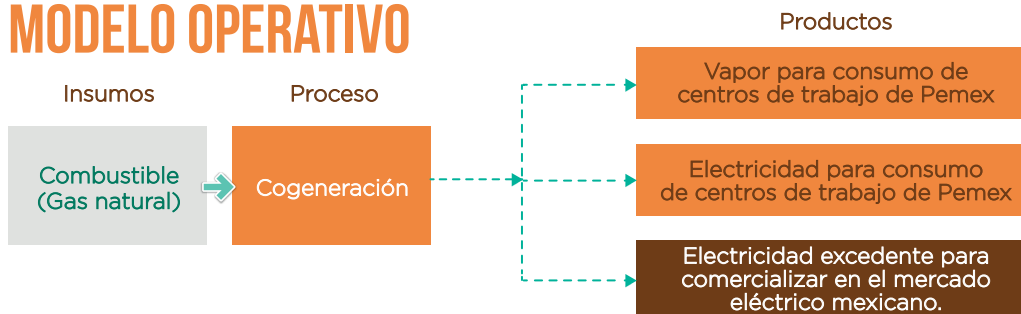 MODELO OPERATIVO
Insumos
Combustible
(Gas natural)
Proceso
Cogeneración
Productos
Vapor para consumo de
centros de trabajo de Pemex
Electricidad para consumo
de centros de trabajo de Pemex
Electricidad excedente para
comercializar en el mercado
eléctrico mexicano.